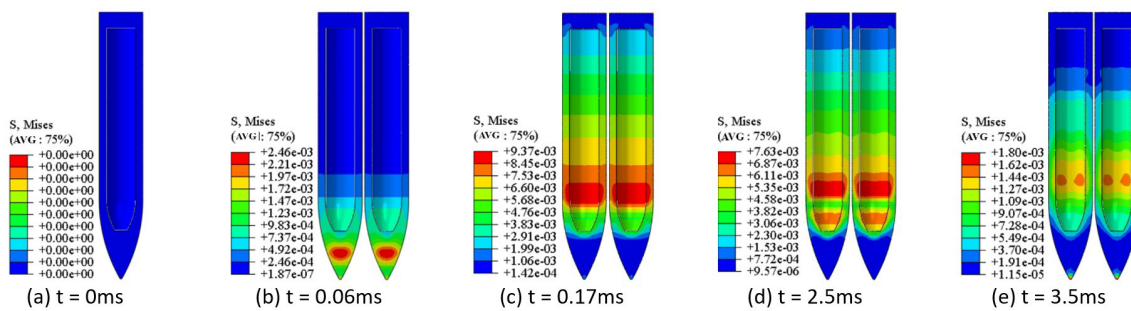 S, Mises
(AVG : 75%)
+0.00e+00
+0.00e+00
+0.00e+00
+0.00e+00
+0.00e+00
+0.00e+00
+0.00e+00
+0.00e+00
+0.00e+00
+0.00e+00
+0.00e+00
(a) t = 0ms
S, Mises
(AVG|: 75%)
+2.46e-03
+2.21e-03
+1.97e-03
+1.72e-03
+1.47e-03
+1.23e-03
+9.83e-04
+7.37e-04
+4.92e-04
+2.46e-04
+1.87e-07
(b) t = 0.06ms
S, Mises
(AVG : 75%)
+9.37e-03
+8.45e-03
+7.53e-03
+6.60e-03
+5.68e-03
+4.76e-03
+3.83e-03
+2.91e-03
+1.99e-03
+1.06e-03
+1.42e-04
(c) t = 0.17ms
S, Mises
(AVG : 75%)
+7.63e-03
+6.87e-03
+6.11e-03
+5.35e-03
+4.58e-03
+3.82e-03
+3.06e-03
+2.30e-03
+1.53e-03
+7.72e-04
+9.57e-06
(d) t = 2.5ms
S, Mises
(AVG : 75%)
+1.80e-03
+1.62e-03
+1.44e-03
+1.27e-03
+1.09e-03
+9.07e-04
+7.28e-04
+5.49e-04
+3.70e-04
+1.91e-04
+1.15e-05
(e) t = 3.5ms